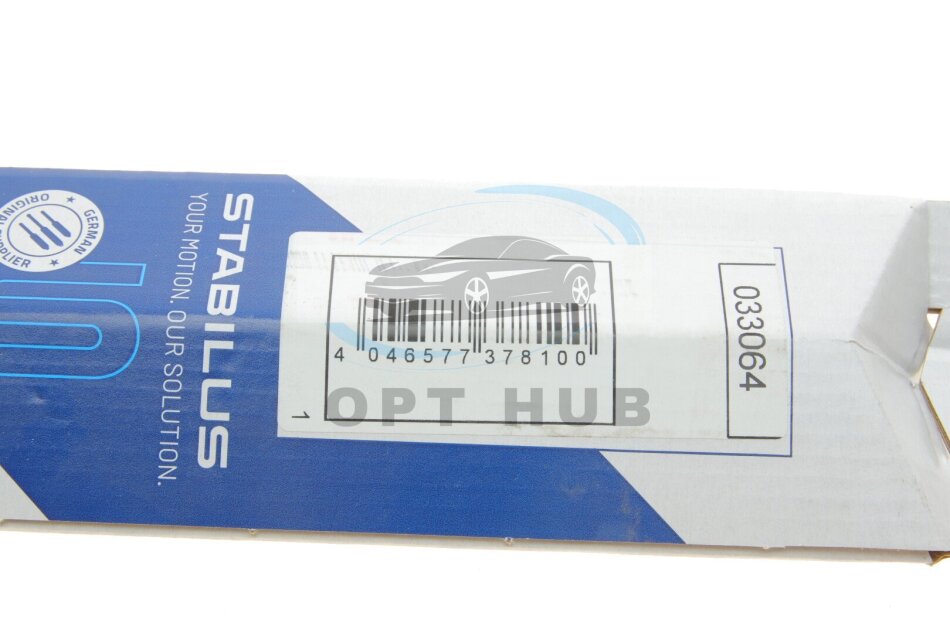 GERMAN
ORIGINAL SUPPLIER
STABILUS
YOUR MOTION. OUR SOLUTION.
4 046577 378100
1
033064
OPT HUB